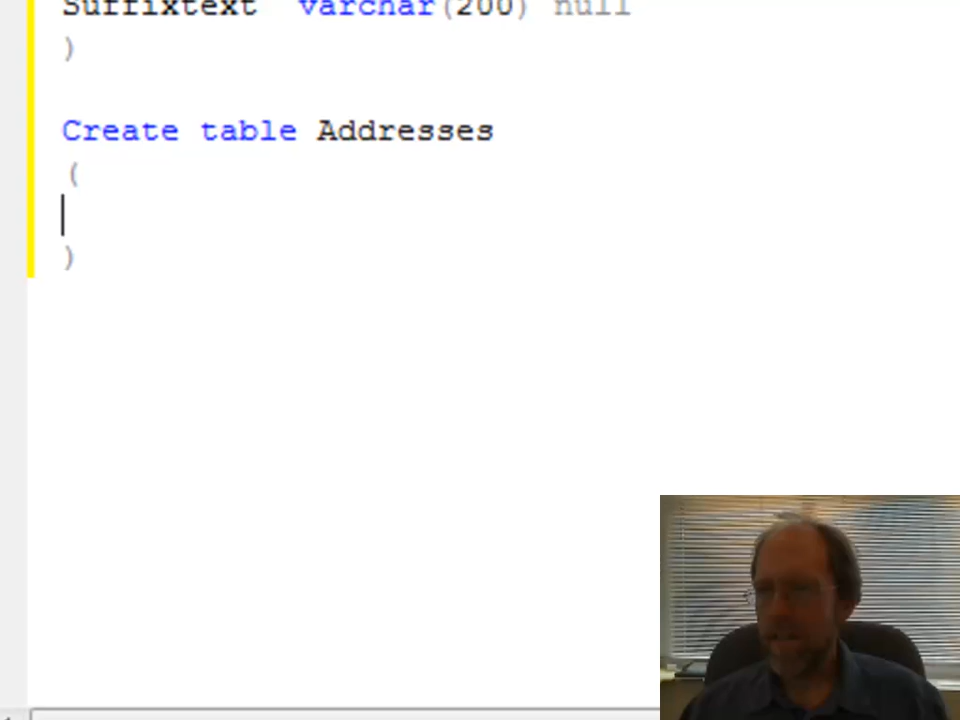 Suffixtext varchar(200) null
)
Create table Addresses
(
)